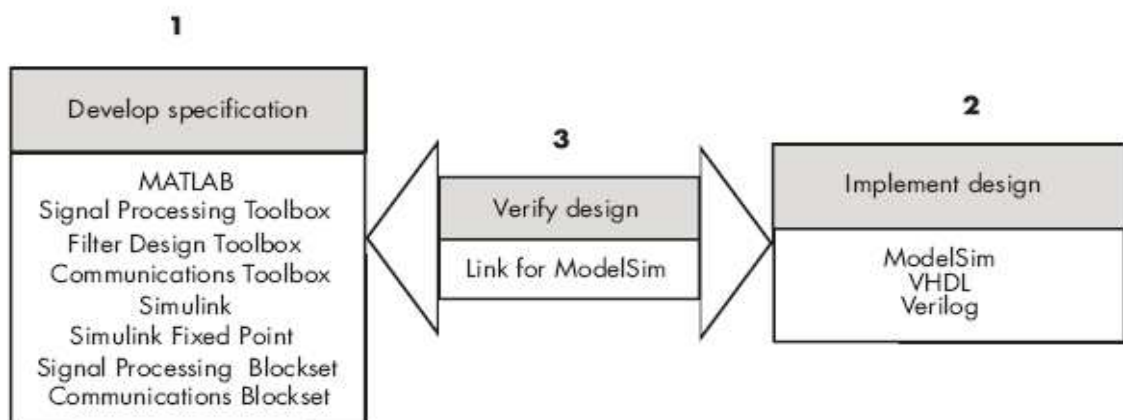 1
Develop specification
MATLAB
Signal Processing Toolbox
Filter Design Toolbox
Communications Toolbox
Simulink
Simulink Fixed Point
Signal Processing Blockset
Communications Blockset
3
Verify design
Link for ModelSim
2
Implement design
ModelSim
VHDL
Verilog